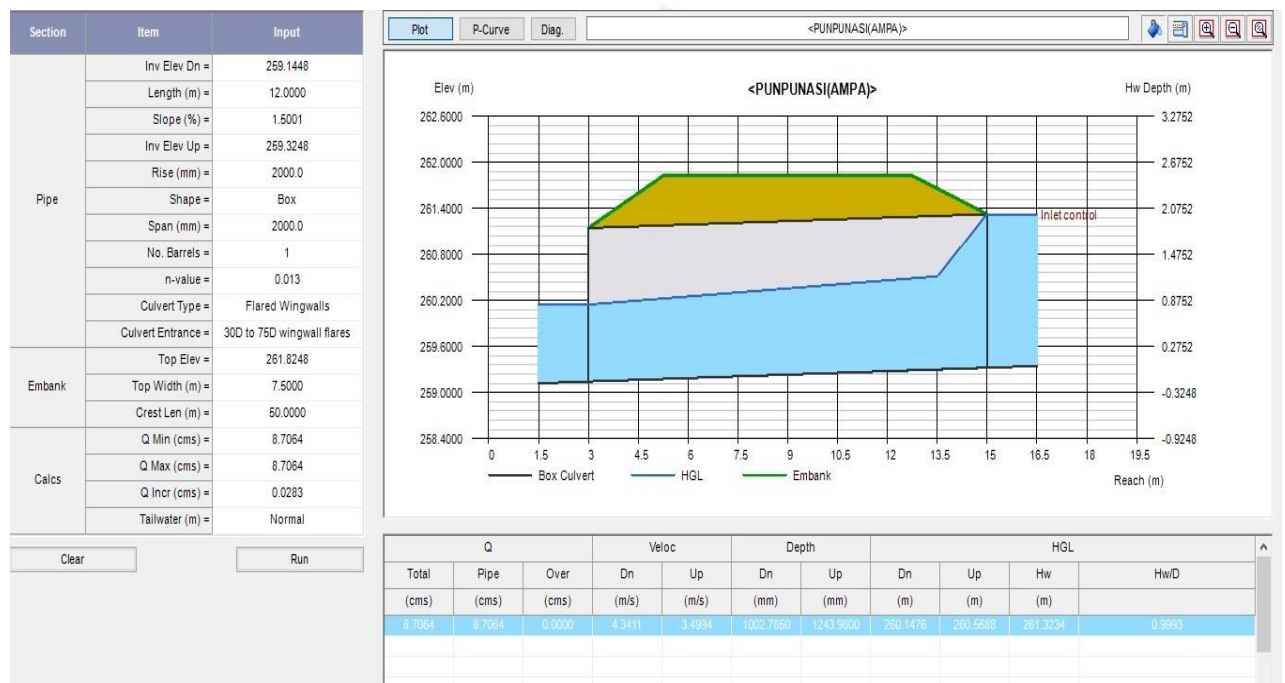 Section Item Input
Pipe
Inv Elev Dn = 259.1448
Length (m) = 12.0000
Slope (%) = 1.5001
Inv Elev Up = 259.3248
Rise (mm) = 2000.0
Shape = Box
Span (mm) = 2000.0
No. Barrels = 1
n-value = 0.013
Culvert Type = Flared Wingwalls
Culvert Entrance = 30D to 75D wingwall flares
Embank
Top Elev = 261.8248
Top Width (m) = 7.5000
Crest Len (m) = 50.0000
Calcs
Q Min (cms) = 8.7064
Q Max (cms) = 8.7064
Q Incr (cms) = 0.0283
Tailwater (m) = Normal
Clear Run
Plot P-Curve Diag. <PUNPUNASI(AMPA)>
Elev (m) <PUNPUNASI(AMPA)> Hw Depth (m)
262.6000 3.2752
262.0000 2.6752
261.4000 2.0752
Inlet control
260.8000 1.4752
260.2000 0.8752
259.6000 0.2752
259.0000 -0.3248
258.4000 -0.9248
0 1.5 3 4.5 6 7.5 9 10.5 12 13.5 15 16.5 18 19.5
Box Culvert HGL Embank
Reach (m)
Q Veloc Depth HGL
Total Pipe Over Dn Up Dn Up Dn Up Hw Hw/D
(cms) (cms) (cms) (m/s) (m/s) (mm) (mm) (m) (m) (m)
8.7064 8.7064 0.0000 4.3411 3.4994 1002.7860 1243.9800 260.1476 260.5688 261.3234 0.9993